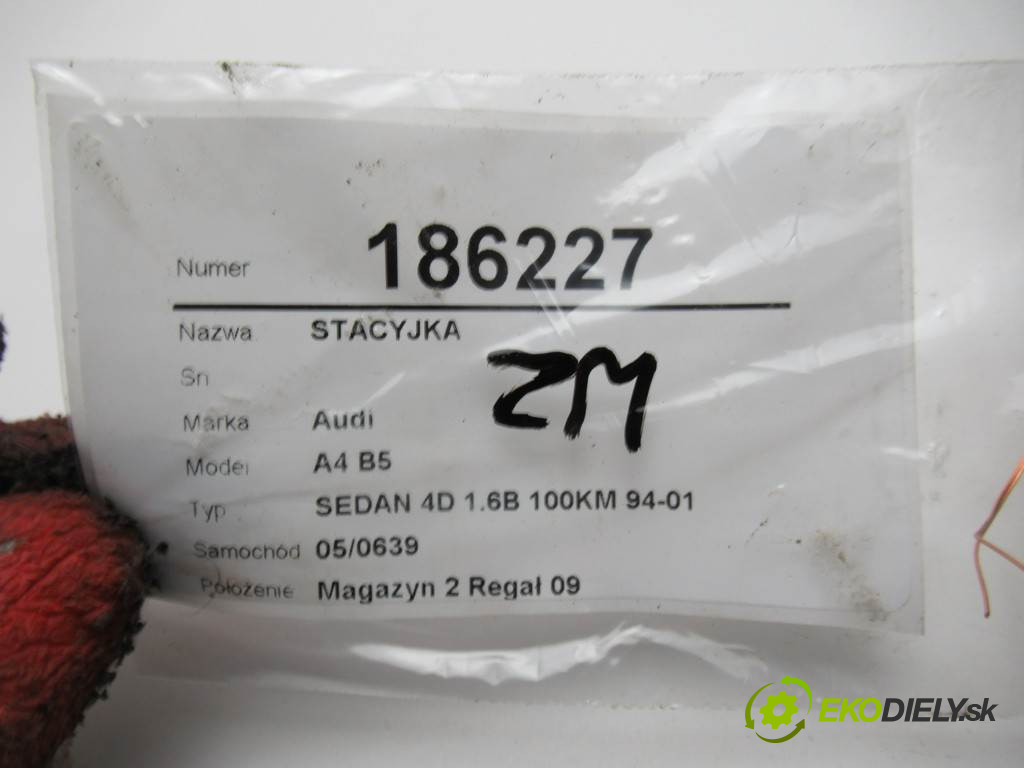 Numer 186227
Nazwa STACYJKA
Sn
ZM
Marka Audi
Model A4 B5
Typ SEDAN 4D 1.6B 100KM 94-01
Samochód 05/0639
Położenie Magazyn 2 Regał 09
EKODIELY.sk